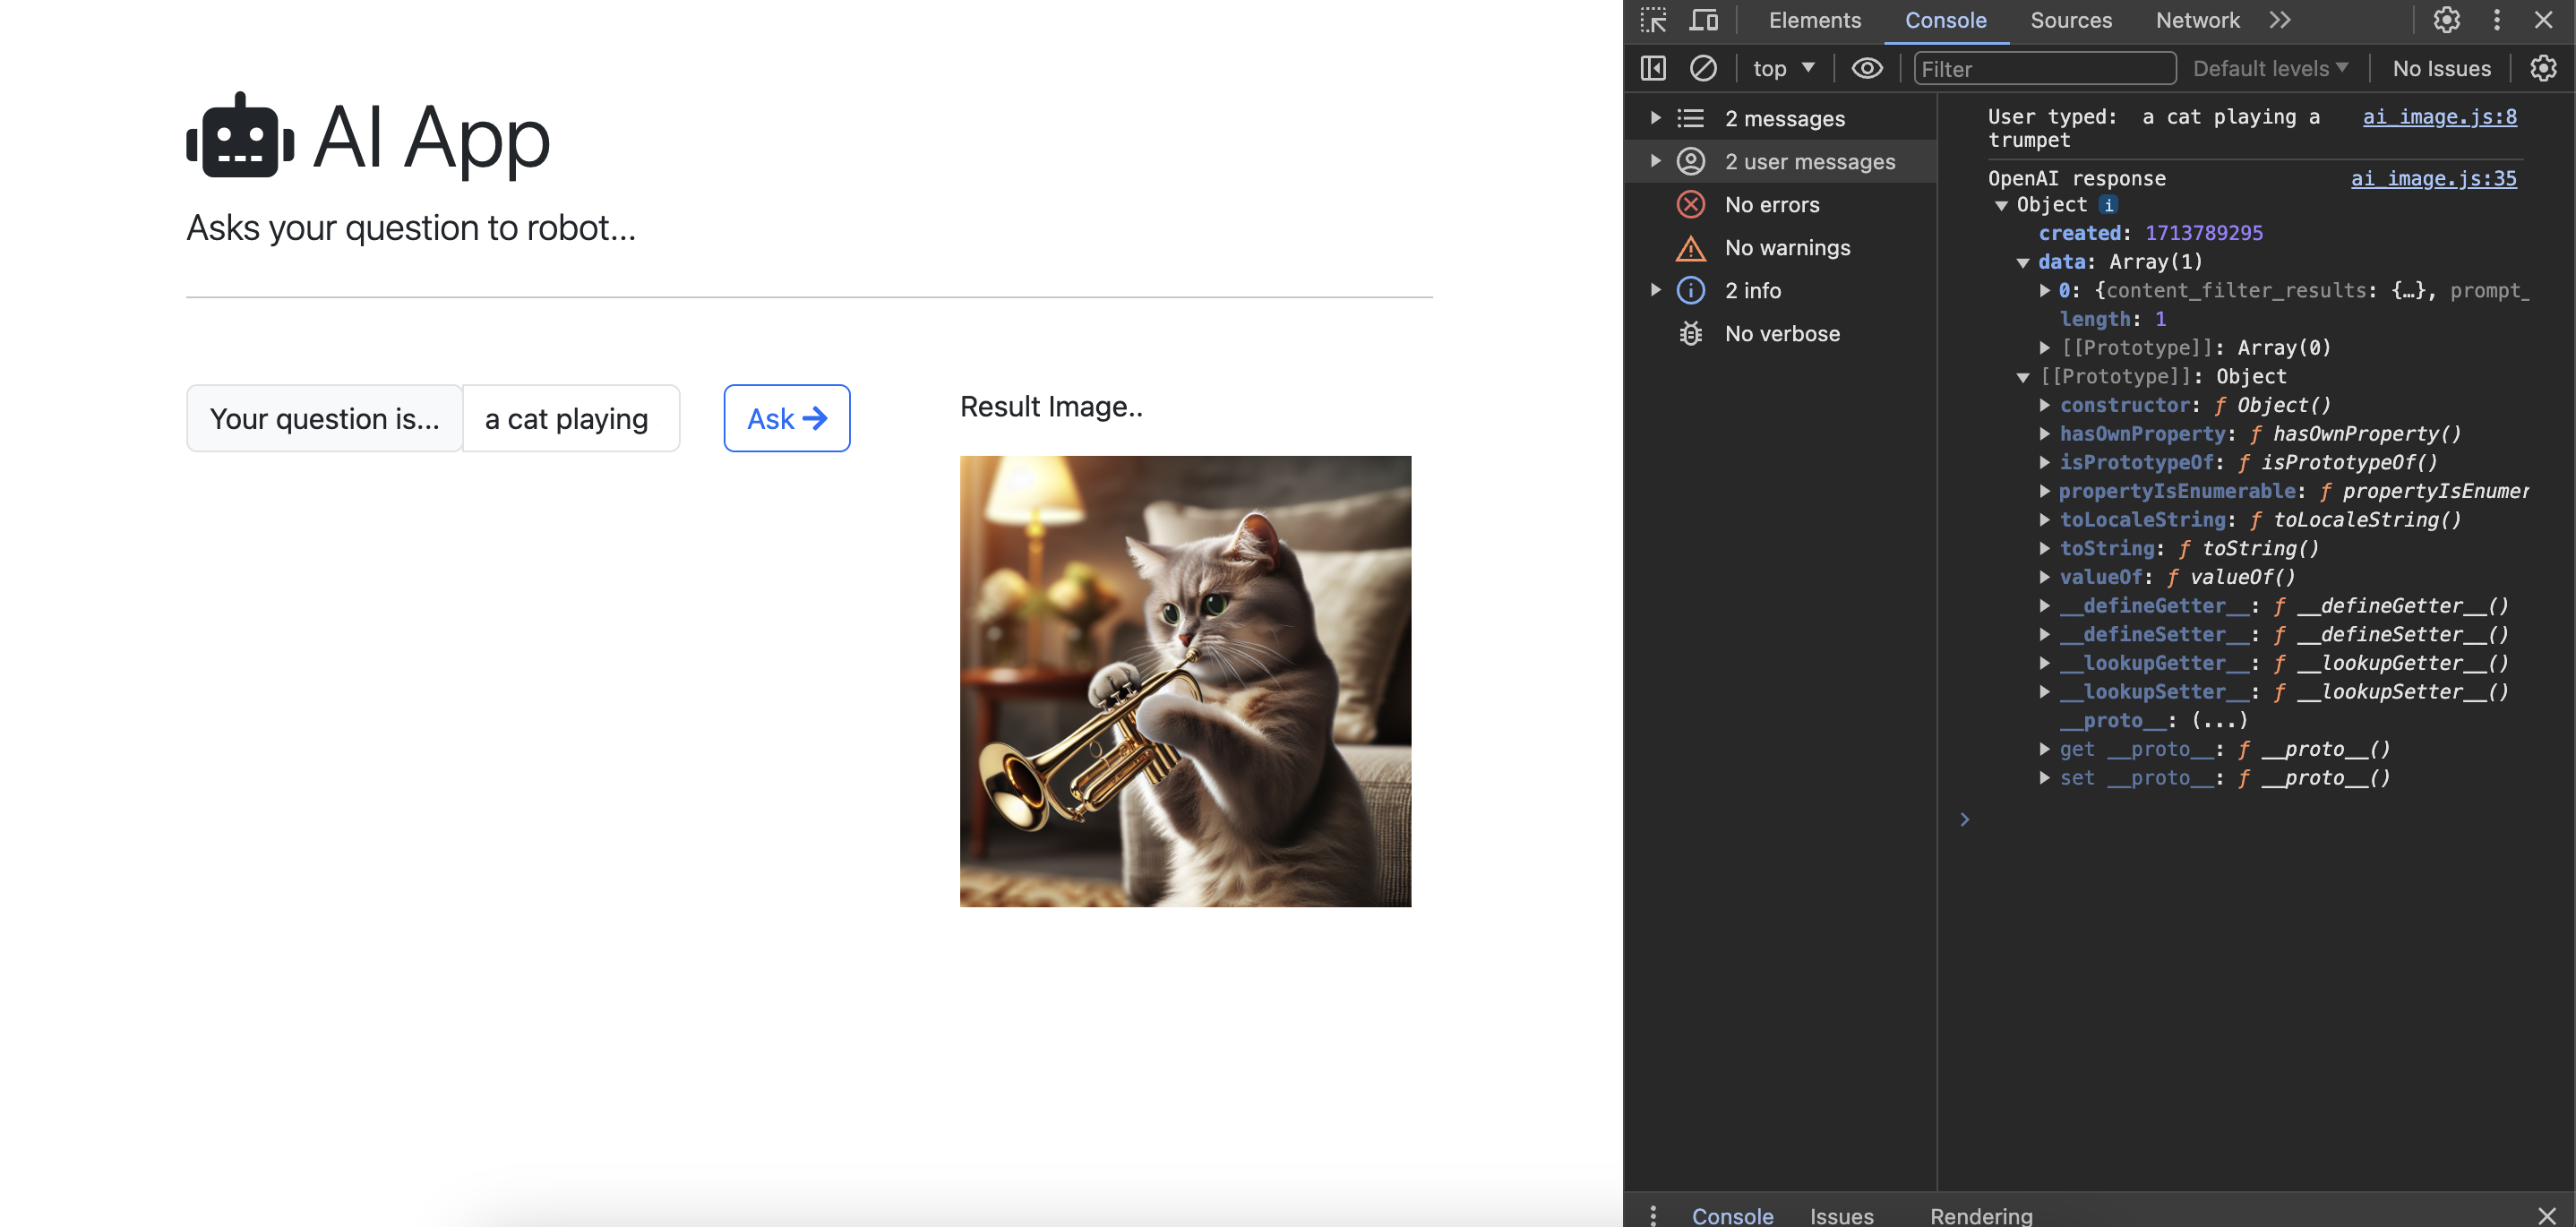 AI App
Asks your question to robot...
Your question is...
a cat playing
Ask
Result Image..
Elements
Console
Sources
Network
top
Filter
Default levels
No Issues
2 messages
2 user messages
No errors
No warnings
2 info
No verbose
User typed:  a cat playing a ai_image.js:8
trumpet
OpenAI response ai_image.js:35
Object i
created: 1713789295
data: Array(1)
0: {content_filter_results: {…}, prompt_
length: 1
[[Prototype]]: Array(0)
[[Prototype]]: Object
constructor: ƒ Object()
hasOwnProperty: ƒ hasOwnProperty()
isPrototypeOf: ƒ isPrototypeOf()
propertyIsEnumerable: ƒ propertyIsEnumer
toLocaleString: ƒ toLocaleString()
toString: ƒ toString()
valueOf: ƒ valueOf()
__defineGetter__: ƒ __defineGetter__()
__defineSetter__: ƒ __defineSetter__()
__lookupGetter__: ƒ __lookupGetter__()
__lookupSetter__: ƒ __lookupSetter__()
__proto__: (...)
get __proto__: ƒ __proto__()
set __proto__: ƒ __proto__()
Console
Issues
Rendering